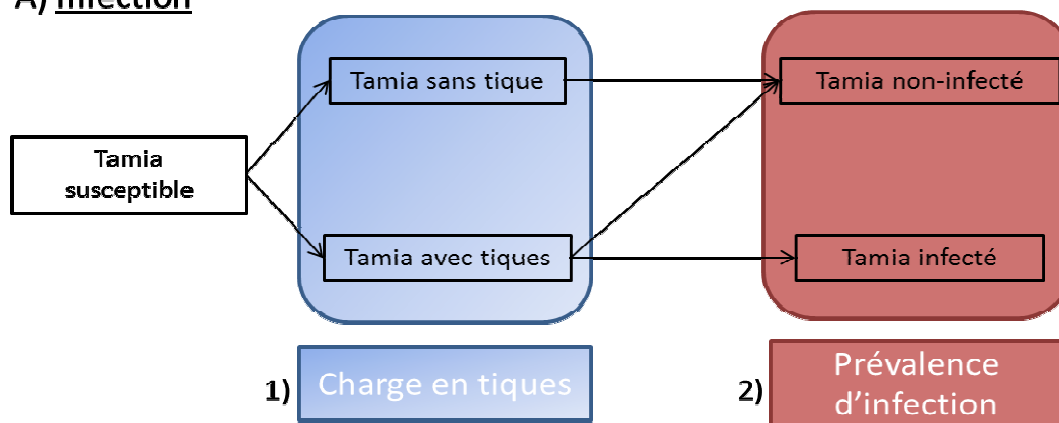 A) Infection
Tamia sans tique
Tamia non-infecté
Tamia
susceptible
Tamia avec tiques
Tamia infecté
1) Charge en tiques
2) Prévalence
d'infection